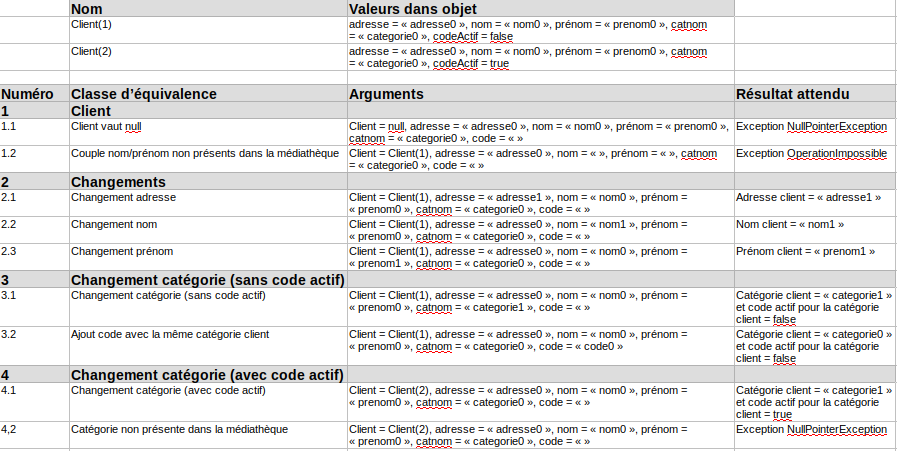 Nom Valeurs dans objet
Client(1) adresse = « adresse0 », nom = « nom0 », prénom = « prenom0 », catnom
= « categorie0 », codeActif = false
Client(2) adresse = « adresse0 », nom = « nom0 », prénom = « prenom0 », catnom
= « categorie0 », codeActif = true
Numéro Classe d’équivalence Arguments Résultat attendu
1 Client
1.1 Client vaut null Client = null, adresse = « adresse0 », nom = « nom0 », prénom = « prenom0 », Exception NullPointerException
catnom = « categorie0 », code = « »
1.2 Couple nom/prénom non présents dans la médiathèque Client = Client(1), adresse = « adresse0 », nom = « », prénom = « », catnom Exception OperationImpossible
= « categorie0 », code = « »
2 Changements
2.1 Changement adresse Client = Client(1), adresse = « adresse1 », nom = « nom0 », prénom = Adresse client = « adresse1 »
« prenom0 », catnom = « categorie0 », code = « »
2.2 Changement nom Client = Client(1), adresse = « adresse0 », nom = « nom1 », prénom = Nom client = « nom1 »
« prenom0 », catnom = « categorie0 », code = « »
2.3 Changement prénom Client = Client(1), adresse = « adresse0 », nom = « nom0 », prénom = Prénom client = « prenom1 »
« prenom1 », catnom = « categorie0 », code = « »
3 Changement catégorie (sans code actif)
3.1 Changement catégorie (sans code actif) Client = Client(1), adresse = « adresse0 », nom = « nom0 », prénom = Catégorie client = « categorie1 »
« prenom0 », catnom = « categorie1 », code = « » et code actif pour la catégorie
client = false
3.2 Ajout code avec la même catégorie client Client = Client(1), adresse = « adresse0 », nom = « nom0 », prénom = Catégorie client = « categorie0 »
« prenom0 », catnom = « categorie0 », code = « code0 » et code actif pour la catégorie
client = false
4 Changement catégorie (avec code actif)
4.1 Changement catégorie (avec code actif) Client = Client(2), adresse = « adresse0 », nom = « nom0 », prénom = Catégorie client = « categorie1 »
« prenom0 », catnom = « categorie0 », code = « » et code actif pour la catégorie
client = true
4,2 Catégorie non présente dans la médiathèque Client = Client(2), adresse = « adresse0 », nom = « nom0 », prénom = Exception NullPointerException
« prenom0 », catnom = « categorie0 », code = « »